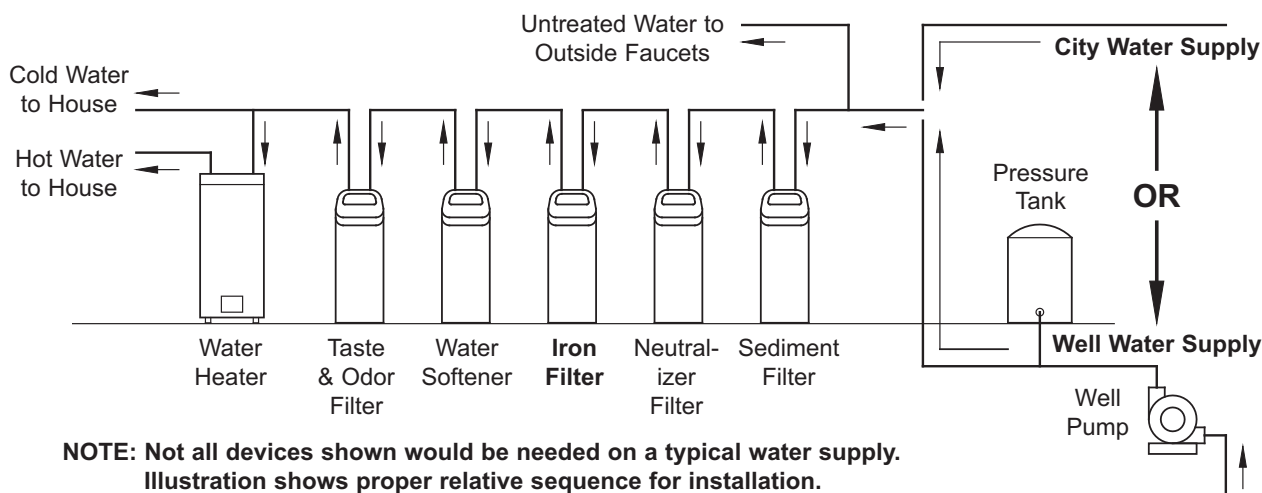 Untreated Water to
Outside Faucets
City Water Supply
Cold Water
to House
Hot Water
to House
Pressure
Tank
OR
Well Water Supply
Water
Heater
Taste
& Odor
Filter
Water
Softener
Iron
Filter
Neutral-
izer
Filter
Sediment
Filter
Well
Pump
NOTE: Not all devices shown would be needed on a typical water supply.
Illustration shows proper relative sequence for installation.